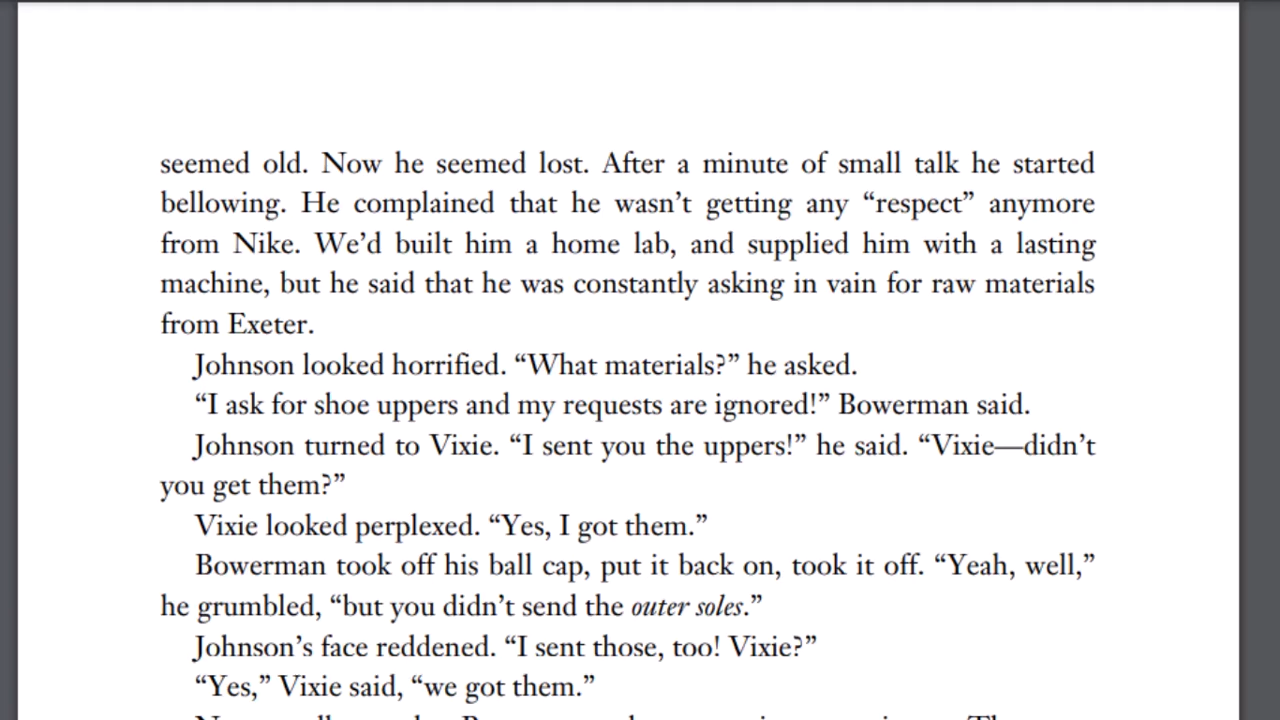 seemed old. Now he seemed lost. After a minute of small talk he started
bellowing. He complained that he wasn’t getting any “respect” anymore
from Nike. We’d built him a home lab, and supplied him with a lasting
machine, but he said that he was constantly asking in vain for raw materials
from Exeter.
Johnson looked horrified. “What materials?” he asked.
“I ask for shoe uppers and my requests are ignored!” Bowerman said.
Johnson turned to Vixie. “I sent you the uppers!” he said. “Vixie—didn’t
you get them?”
Vixie looked perplexed. “Yes, I got them.”
Bowerman took off his ball cap, put it back on, took it off. “Yeah, well,”
he grumbled, “but you didn’t send the outer soles.”
Johnson’s face reddened. “I sent those, too! Vixie?”
“Yes,” Vixie said, “we got them.”